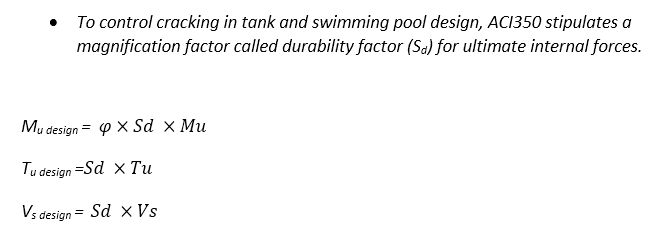 • To control cracking in tank and swimming pool design, ACI350 stipulates a
magnification factor called durability factor (Sd) for ultimate internal forces.
Mu design = φ × Sd × Mu
Tu design =Sd × Tu
Vs design = Sd × Vs